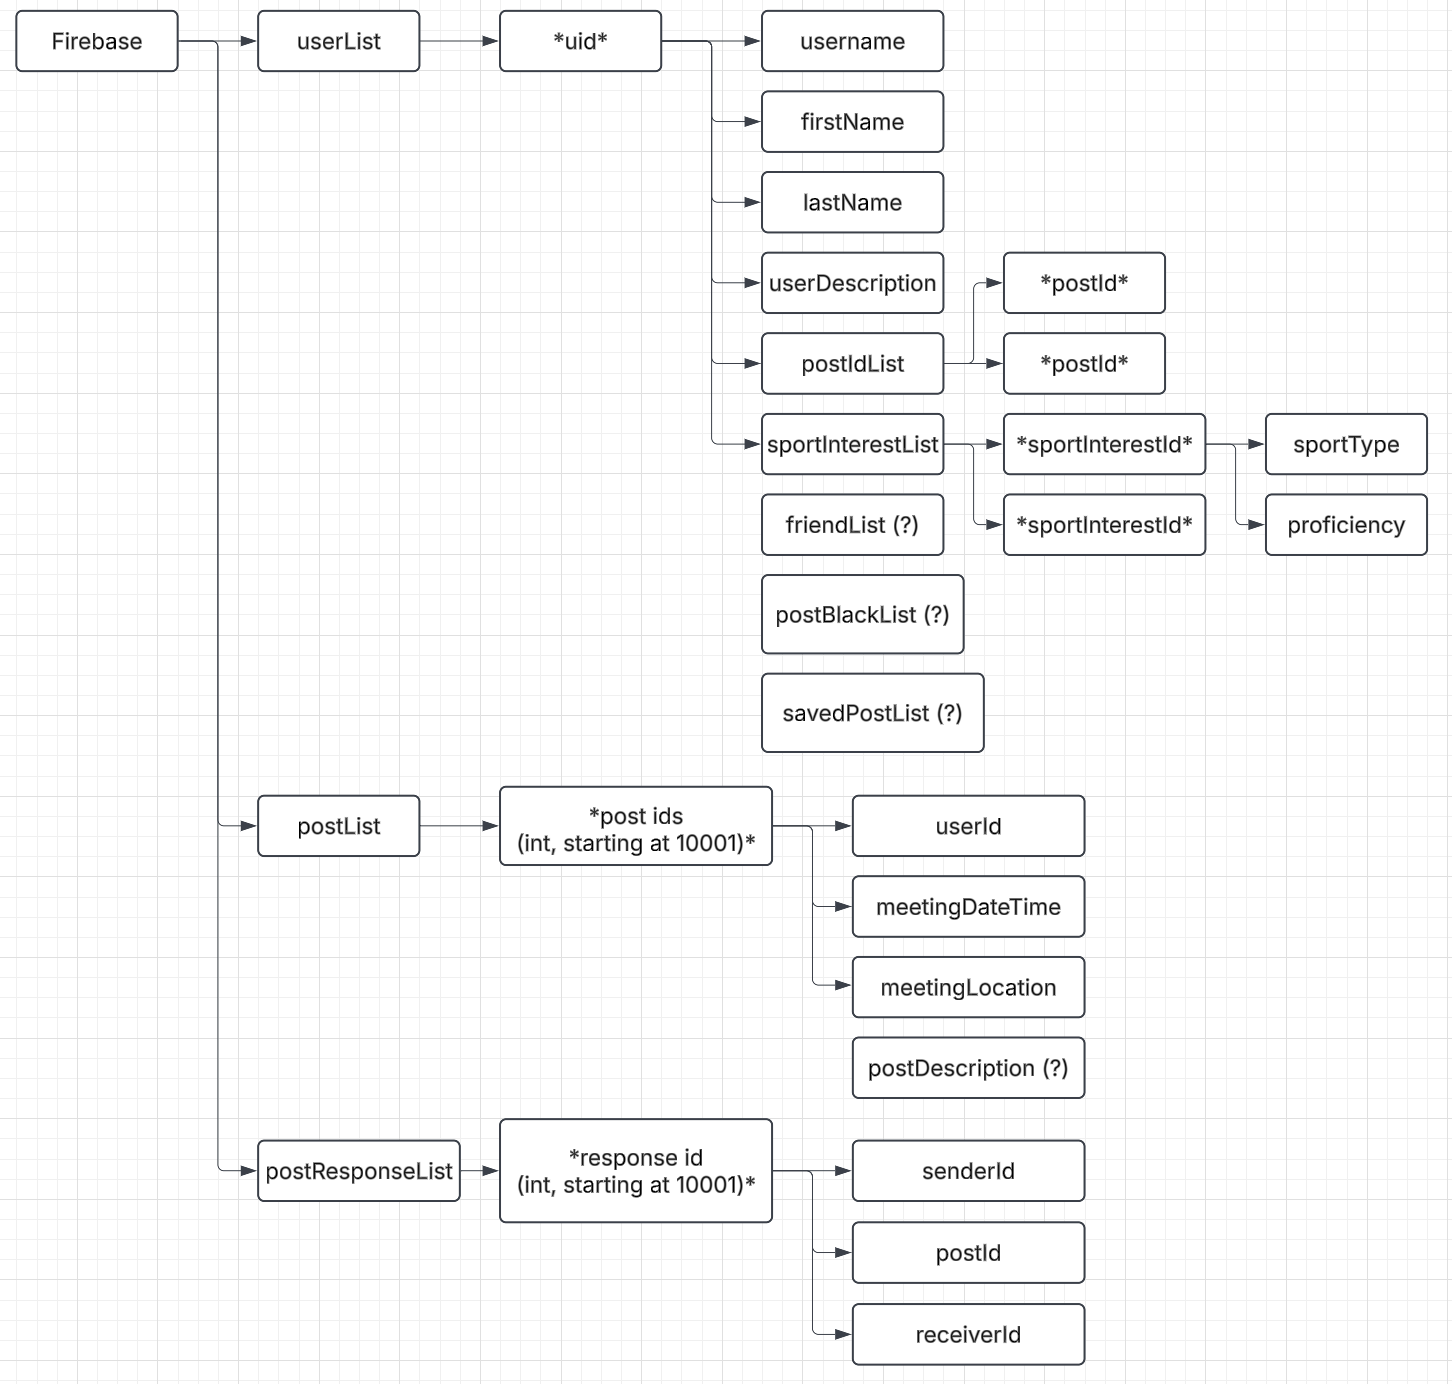 Firebase
userList
*uid*
username
firstName
lastName
userDescription
*postId*
postIdList
*postId*
sportInterestList
*sportInterestId*
sportType
friendList (?)
*sportInterestId*
proficiency
postBlackList (?)
savedPostList (?)
postList
*post ids
(int, starting at 10001)*
userId
meetingDateTime
meetingLocation
postDescription (?)
postResponseList
*response id
(int, starting at 10001)*
senderId
postId
receiverId